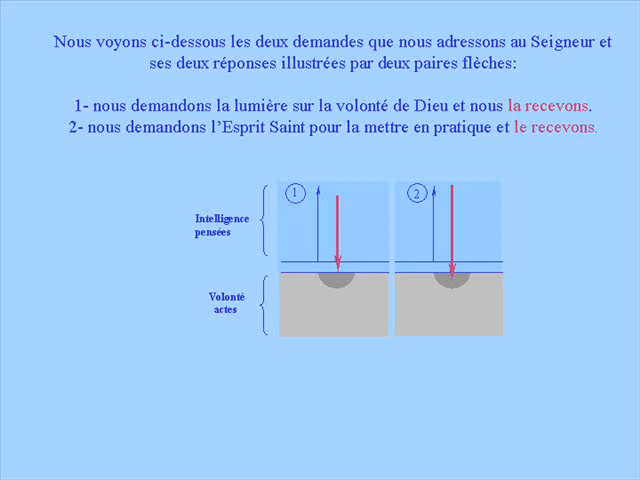 Nous voyons ci-dessous les deux demandes que nous adressons au Seigneur et
ses deux réponses illustrées par deux paires flèches:
1- nous demandons la lumière sur la volonté de Dieu et nous la recevons.
2- nous demandons l’Esprit Saint pour la mettre en pratique et le recevons.
1
2
Intelligence
pensées
Volonté
actes